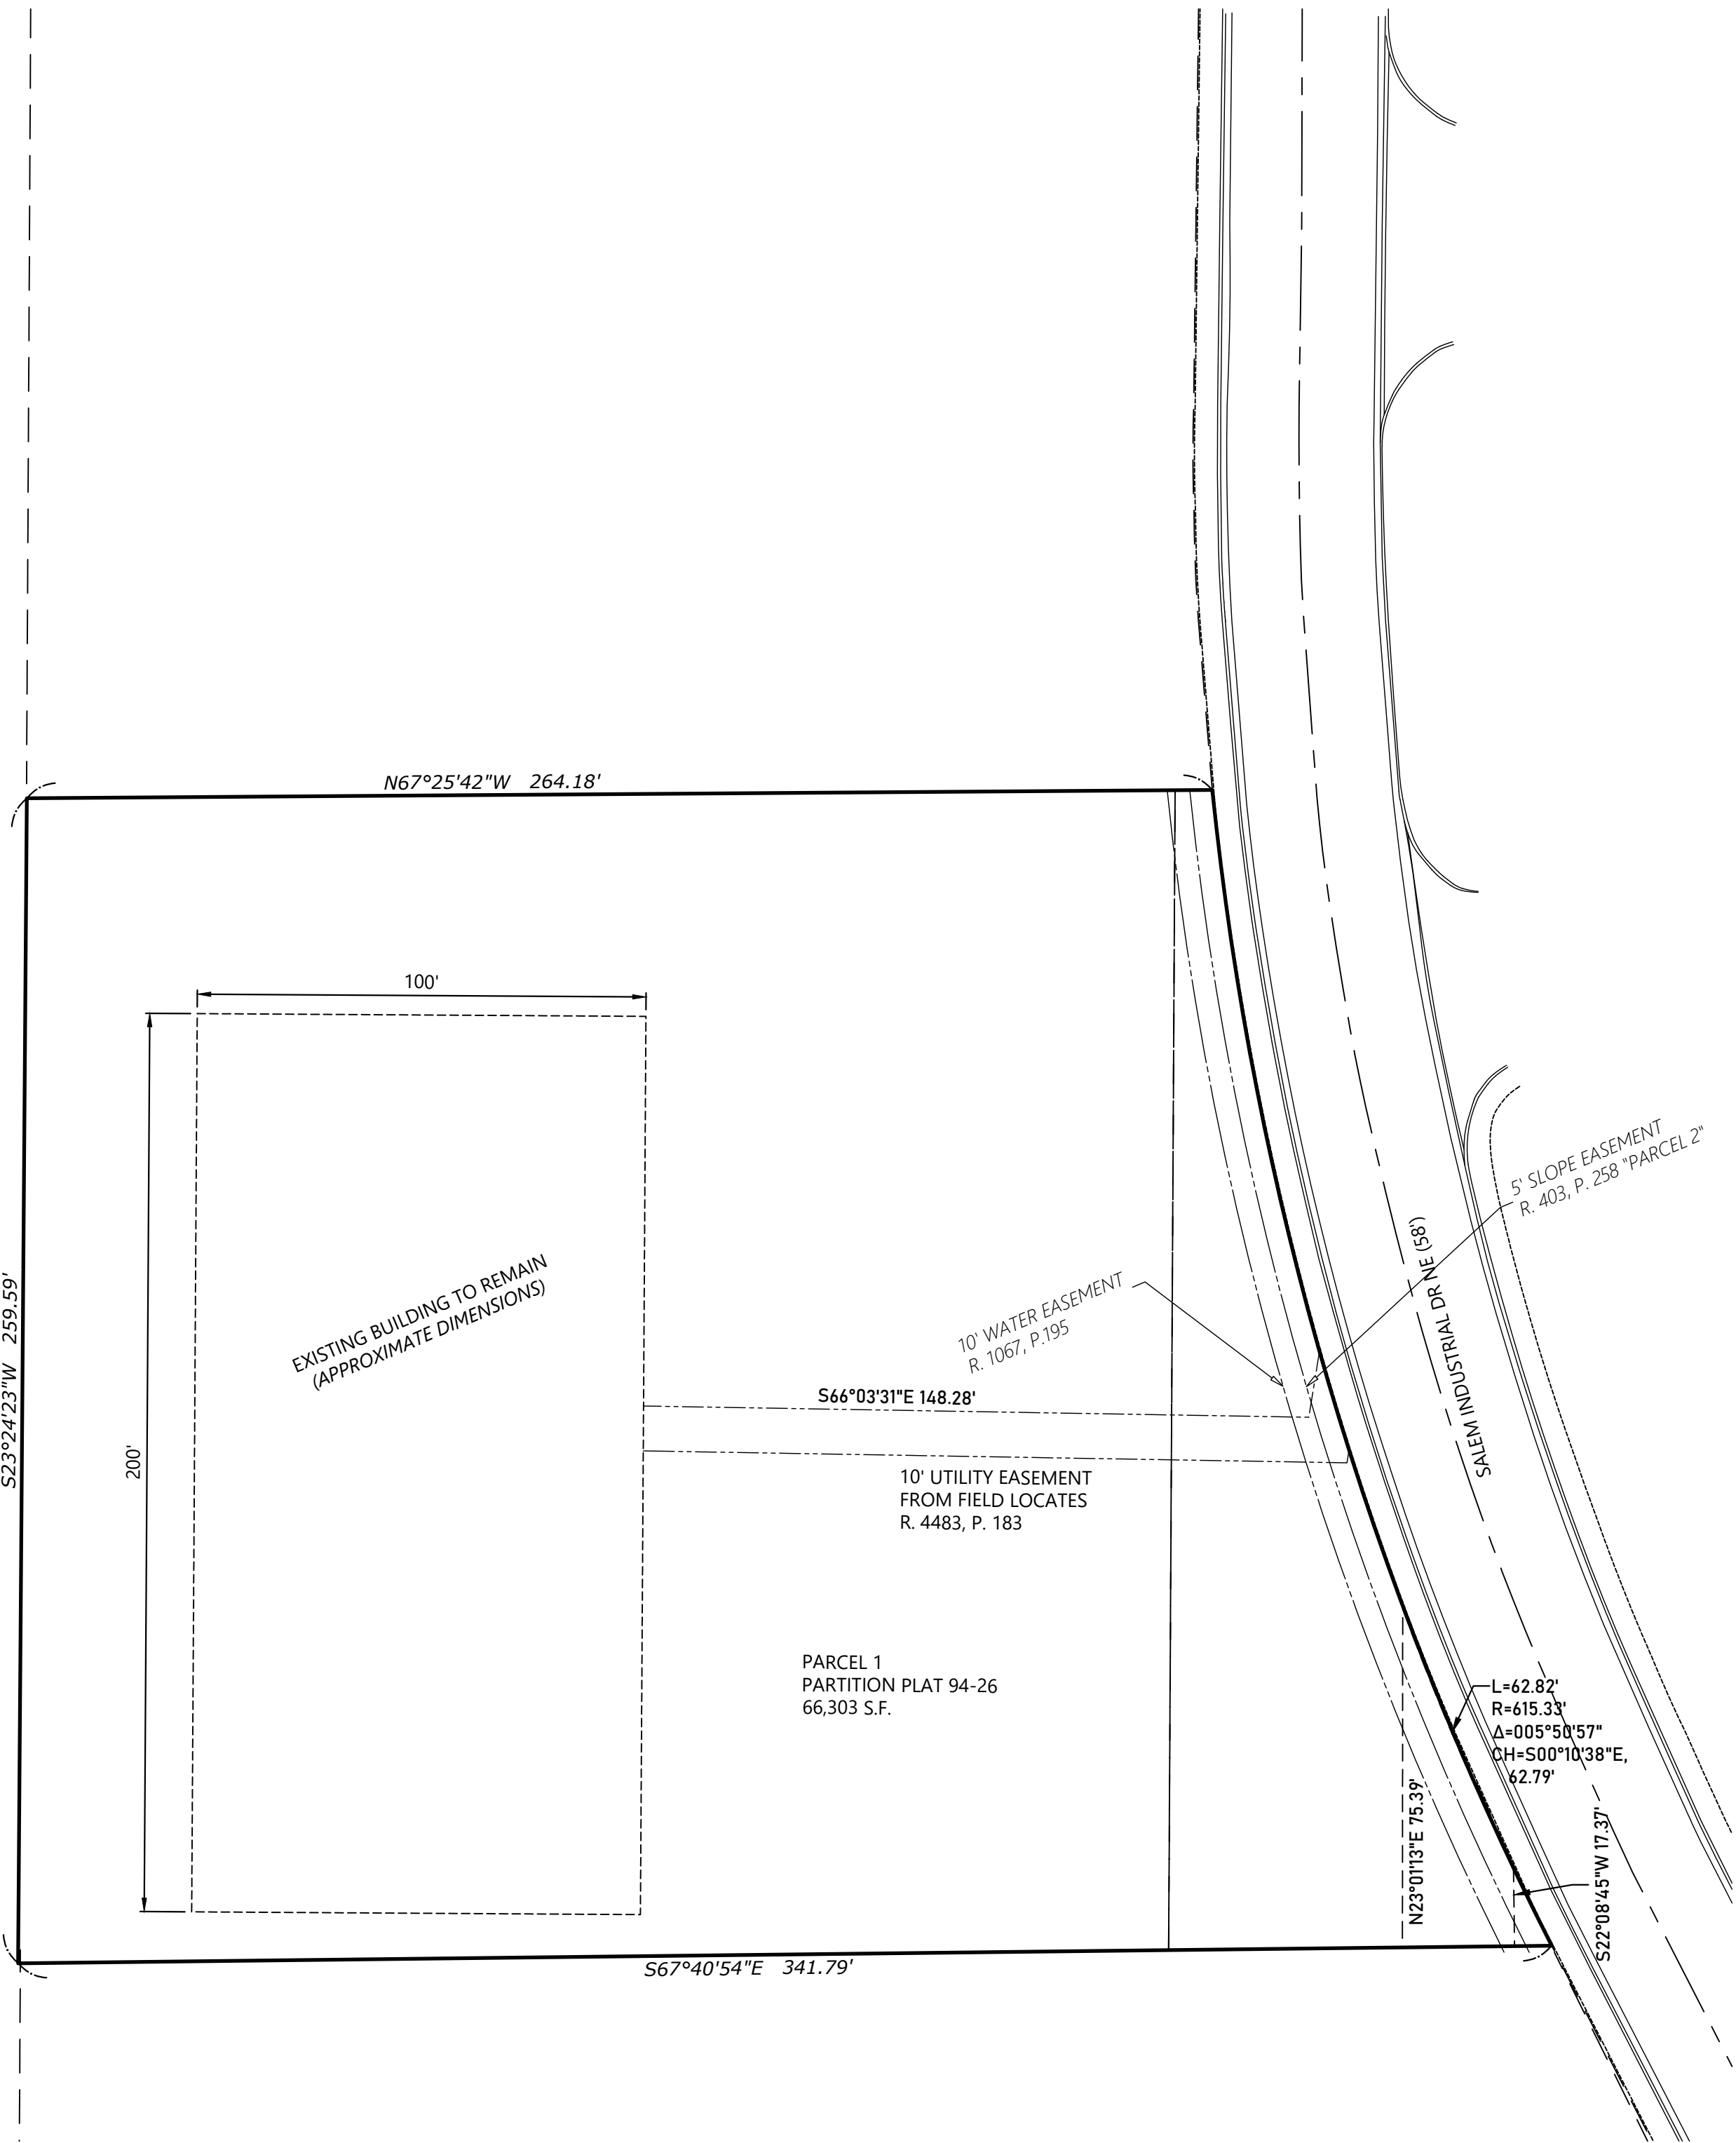 N67°25'42"W 264.18'
100'
5' SLOPE EASEMENT
R. 403, P. 258 "PARCEL 2"
SALEM INDUSTRIAL DR NE (58')
EXISTING BUILDING TO REMAIN
(APPROXIMATE DIMENSIONS)
10' WATER EASEMENT
R. 1067, P.195
S23°24'23"W 259.59'
200'
S66°03'31"E 148.28'
10' UTILITY EASEMENT
FROM FIELD LOCATES
R. 4483, P. 183
PARCEL 1
PARTITION PLAT 94-26
66,303 S.F.
L=62.82'
R=615.33'
Δ=005°50'57"
CH=S00°10'38"E,
62.79'
N23°01'13"E 75.39'
S22°08'45"W 17.37'
S67°40'54"E 341.79'